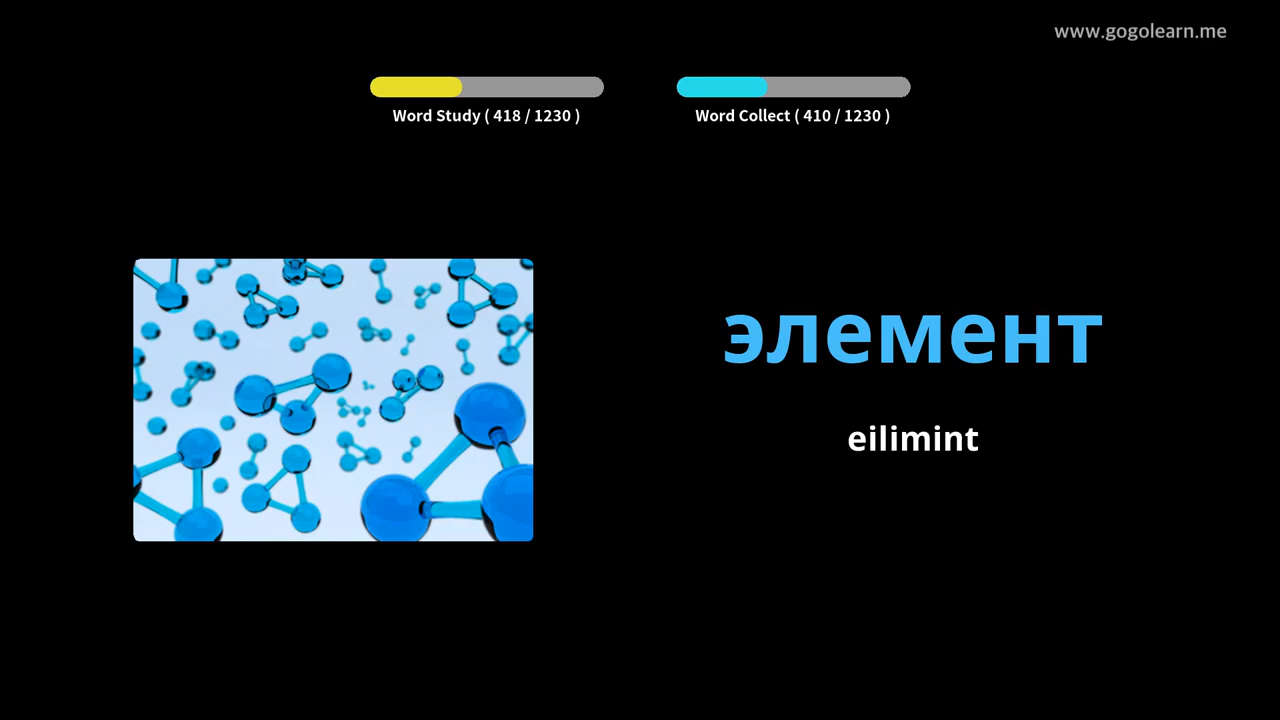 www.gogolearn.me
Word Study ( 418 / 1230 )
Word Collect ( 410 / 1230 )
элемент
eilimint